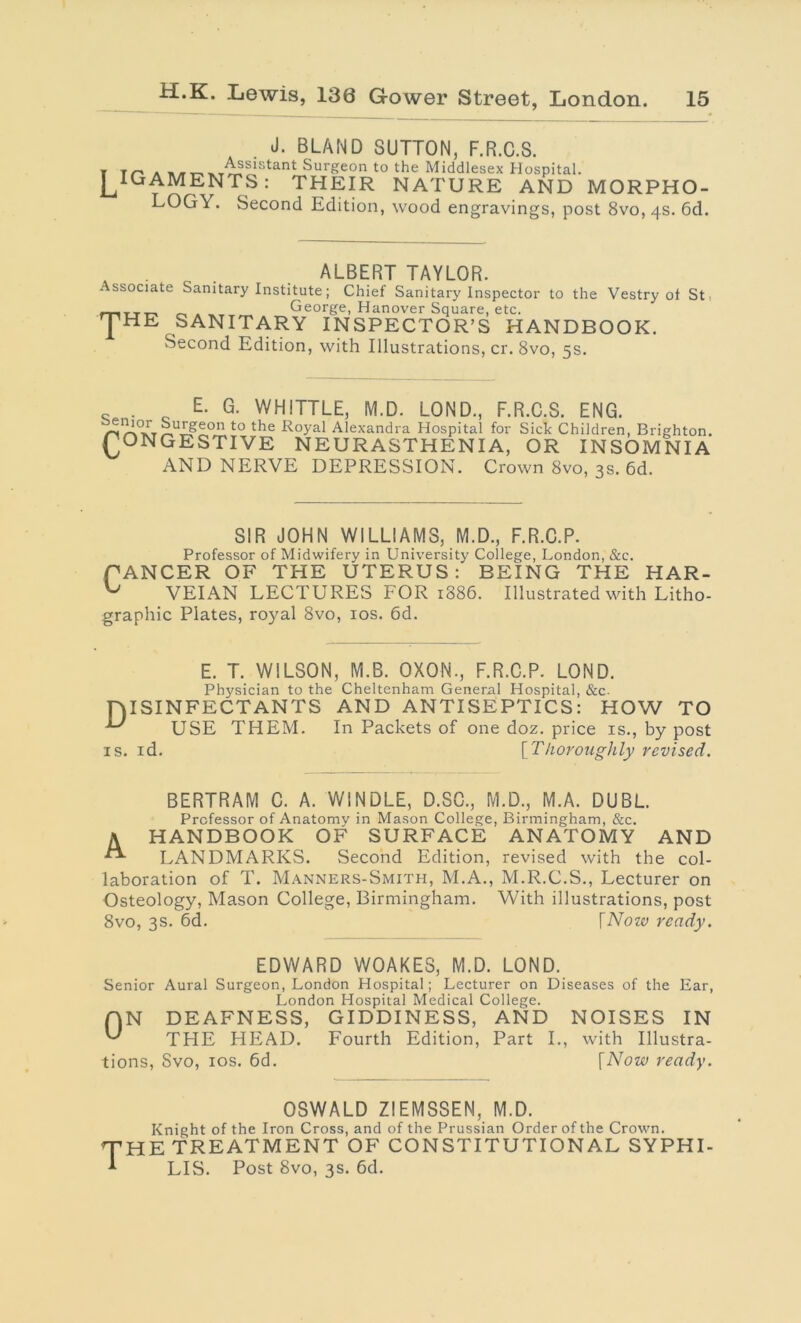 H.K. Lewis, 136 Gower Street, London. 15
J. BLAND SUTTON, F.R.C.S.
Assistant Surgeon to the Middlesex Hospital.
LIGAMENTS: THEIR NATURE AND MORPHO-
LOGY. Second Edition, wood engravings, post 8vo, 4s. 6d.
ALBERT TAYLOR.
Associate Sanitary Institute; Chief Sanitary Inspector to the Vestry of St.
George, Hanover Square, etc.
THE SANITARY INSPECTOR'S HANDBOOK.
Second Edition, with Illustrations, cr. 8vo, 5s.
E. G. WHITTLE, M.D. LOND., F.R.C.S. ENG.
Senior Surgeon to the Royal Alexandra Hospital for Sick Children, Brighton.
CONGESTIVE NEURASTHENIA, OR INSOMNIA
AND NERVE DEPRESSION. Crown 8vo, 3s. 6d.
SIR JOHN WILLIAMS, M.D., F.R.C.P.
Professor of Midwifery in University College, London, &c.
CANCER OF THE UTERUS: BEING THE HAR-
VEIAN LECTURES FOR 1886. Illustrated with Litho-
graphic Plates, royal 8vo, 10s. 6d.
E. T. WILSON, M.B. OXON., F.R.C.P. LOND.
Physician to the Cheltenham General Hospital, &c.
DISINFECTANTS AND ANTISEPTICS: HOW TO
USE THEM. In Packets of one doz. price 1s., by post
1s. 1d. [Thoroughly revised.
BERTRAM C. A. WINDLE, D.SC., M.D., M.A. DUBL.
Professor of Anatomy in Mason College, Birmingham, &c.
A HANDBOOK OF SURFACE ANATOMY AND
LANDMARKS. Second Edition, revised with the col-
laboration of T. MANNERS-SMITH, M.A., M.R.C.S., Lecturer on
Osteology, Mason College, Birmingham. With illustrations, post
8vo, 3s. 6d. [Now ready.
EDWARD WOAKES, M.D. LOND.
Senior Aural Surgeon, London Hospital; Lecturer on Diseases of the Ear,
London Hospital Medical College.
ON DEAFNESS, GIDDINESS, AND NOISES IN
THE HEAD. Fourth Edition, Part I., with Illustra-
tions, 8vo, 10s. 6d. [Now ready.
OSWALD ZIEMSSEN, M.D.
Knight of the Iron Cross, and of the Prussian Order of the Crown.
THE TREATMENT OF CONSTITUTIONAL SYPHI-
LIS. Post 8vo, 3s. 6d.